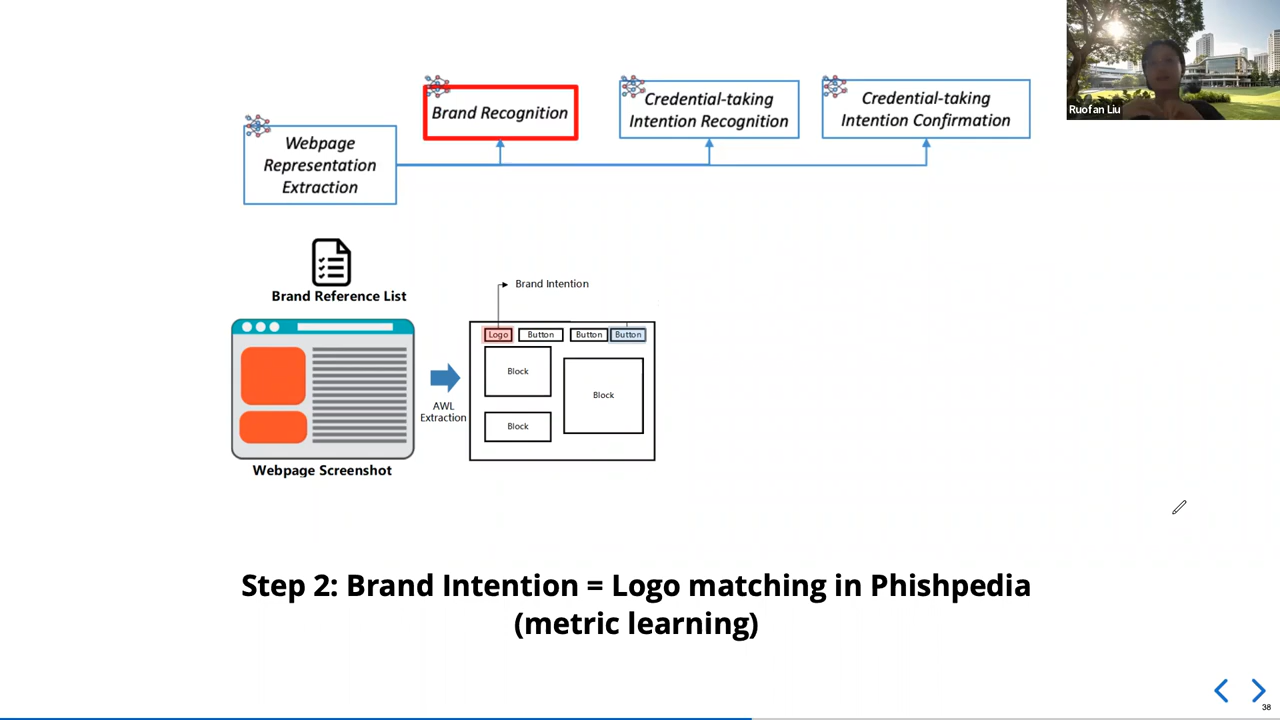 Ruofan Liu
Brand Recognition
Credential-taking
Intention Recognition
Credential-taking
Intention Confirmation
Webpage
Representation
Extraction
Brand Reference List
Brand Intention
Logo
Button
Button
Button
Block
Block
Block
AWL
Extraction
Webpage Screenshot
Step 2: Brand Intention = Logo matching in Phishpedia
(metric learning)
38